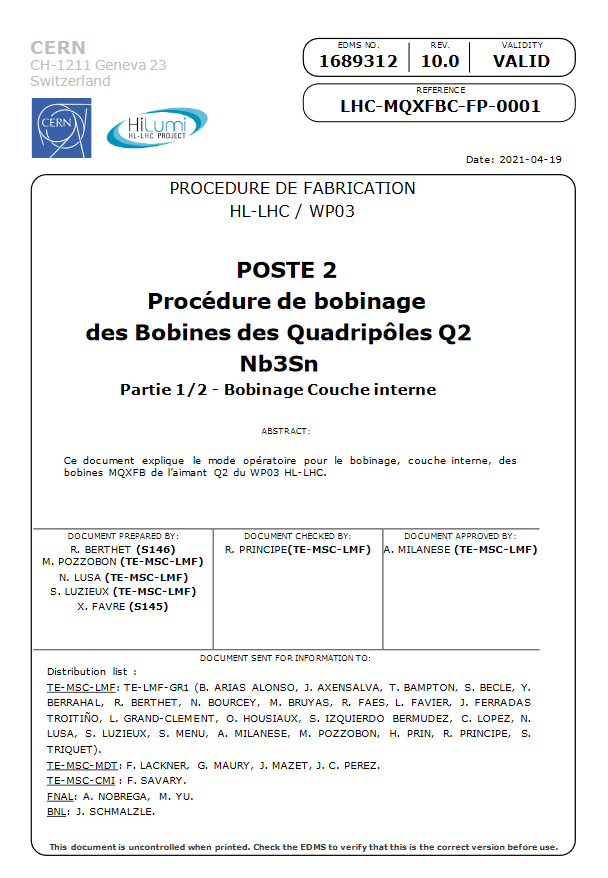 CERN
CH-1211 Geneva 23
Switzerland
EDMS NO.
REV.
VALIDITY
1689312
10.0
VALID
REFERENCE
LHC-MQXFBC-FP-0001
CERN
HiLumi
HL-LHC PROJECT
Date: 2021-04-19
PROCEDURE DE FABRICATION
HL-LHC / WP03
POSTE 2
Procédure de bobinage
des Bobines des Quadripôles Q2
Nb3Sn
Partie 1/2 - Bobinage Couche interne
ABSTRACT:
Ce document explique le mode opératoire pour le bobinage, couche interne, des
bobines MQXFB de l'aimant Q2 du WP03 HL-LHC.
DOCUMENT PREPARED BY:
R. BERTHET (S146)
M. POZZOBON (TE-MSC-LMF)
N. LUSA (TE-MSC-LMF)
S. LUZIEUX (TE-MSC-LMF)
X. FAVRE (S145)
DOCUMENT CHECKED BY:
R. PRINCIPE(TE-MSC-LMF)
DOCUMENT APPROVED BY:
A. MILANESE (TE-MSC-LMF)
DOCUMENT SENT FOR INFORMATION TO:
Distribution list :
TE-MSC-LMF: TE-LMF-GR1 (B. ARIAS ALONSO, J. AXENSALVA, T. BAMPTON, S. BECLE, Y.
BERRAHAL, R. BERTHET, N. BOURCEY, M. BRUYAS, R. FAES, L. FAVIER, J. FERRADAS
TROITIÑO, L. GRAND-CLEMENT, O. HOUSIAUX, S. IZQUIERDO BERMUDEZ, C. LOPEZ, N.
LUSA, S. LUZIEUX, S. MENU, A. MILANESE, M. POZZOBON, H. PRIN, R. PRINCIPE, S.
TRIQUET).
TE-MSC-MDT: F. LACKNER, G. MAURY, J. MAZET, J. C. PEREZ.
TE-MSC-CMI : F. SAVARY.
FNAL: A. NOBREGA, M. YU.
BNL: J. SCHMALZLE.
This document is uncontrolled when printed. Check the EDMS to verify that this is the correct version before use.